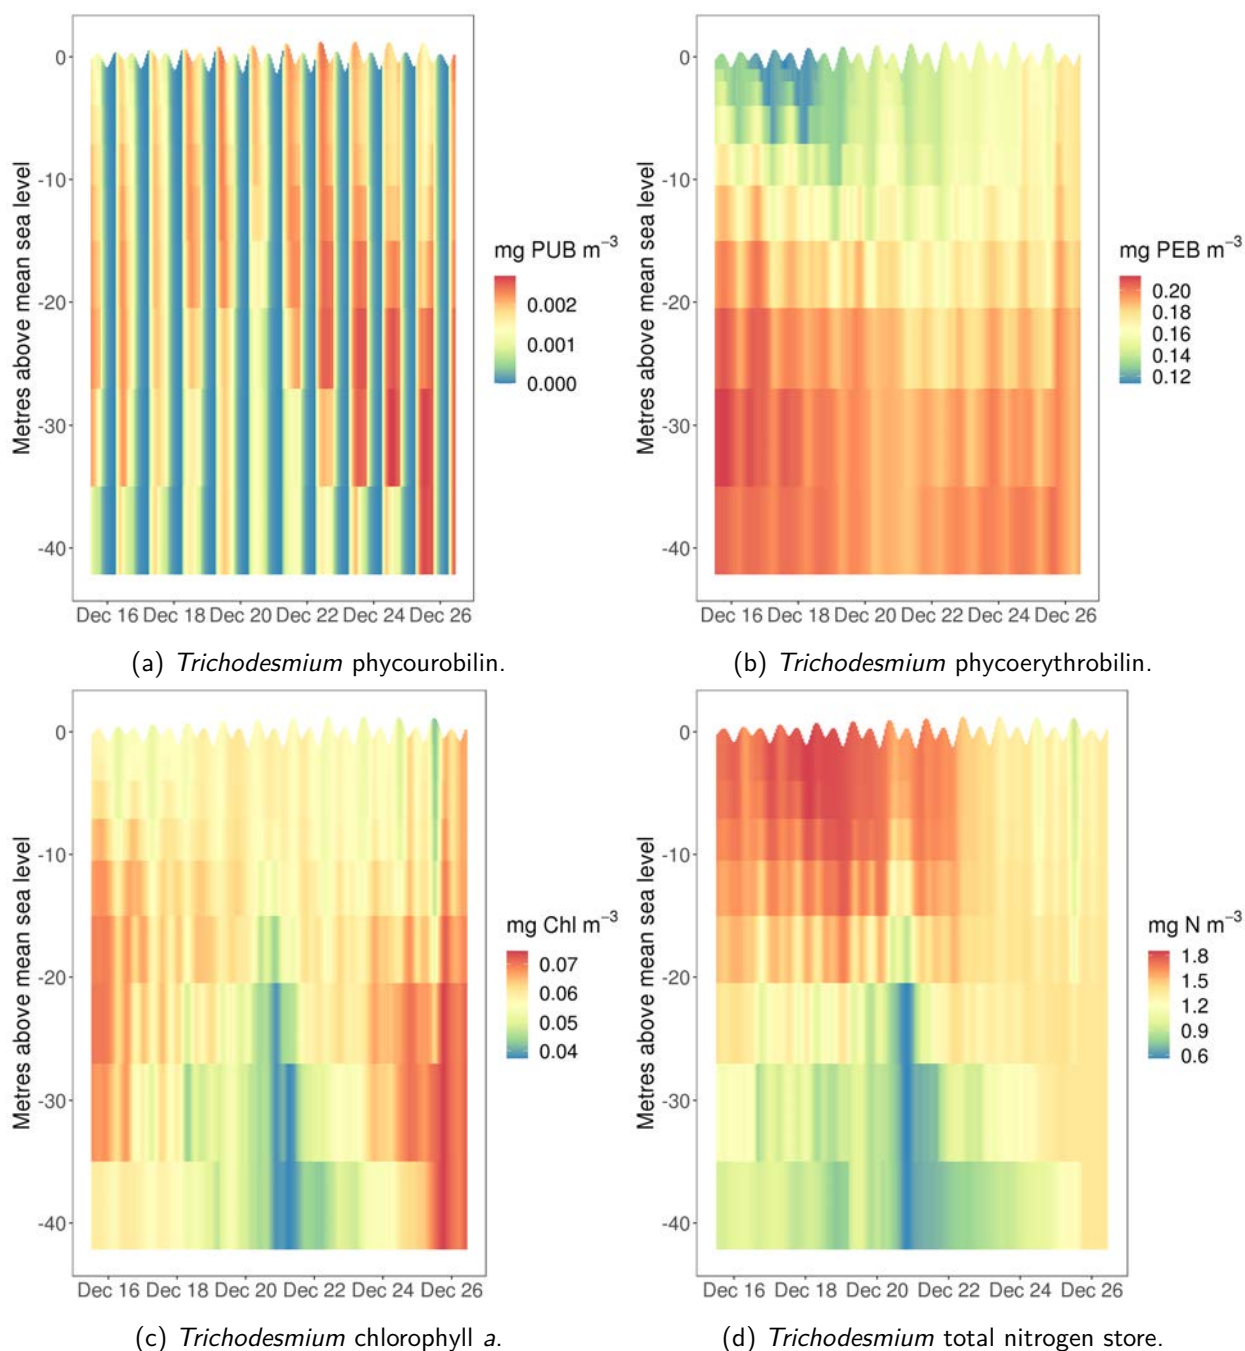 0
-10
-20
-30
-40
Metres above mean sea level
Dec 16 Dec 18 Dec 20 Dec 22 Dec 24 Dec 26
mg PUB m⁻³
0.002
0.001
0.000
(a) Trichodesmium phycourobilin.
0
-10
-20
-30
-40
Metres above mean sea level
Dec 16 Dec 18 Dec 20 Dec 22 Dec 24 Dec 26
mg PEB m⁻³
0.20
0.18
0.16
0.14
0.12
(b) Trichodesmium phycoerythrobilin.
0
-10
-20
-30
-40
Metres above mean sea level
Dec 16 Dec 18 Dec 20 Dec 22 Dec 24 Dec 26
mg Chl m⁻³
0.07
0.06
0.05
0.04
(c) Trichodesmium chlorophyll a.
0
-10
-20
-30
-40
Metres above mean sea level
Dec 16 Dec 18 Dec 20 Dec 22 Dec 24 Dec 26
mg N m⁻³
1.8
1.5
1.2
0.9
0.6
(d) Trichodesmium total nitrogen store.